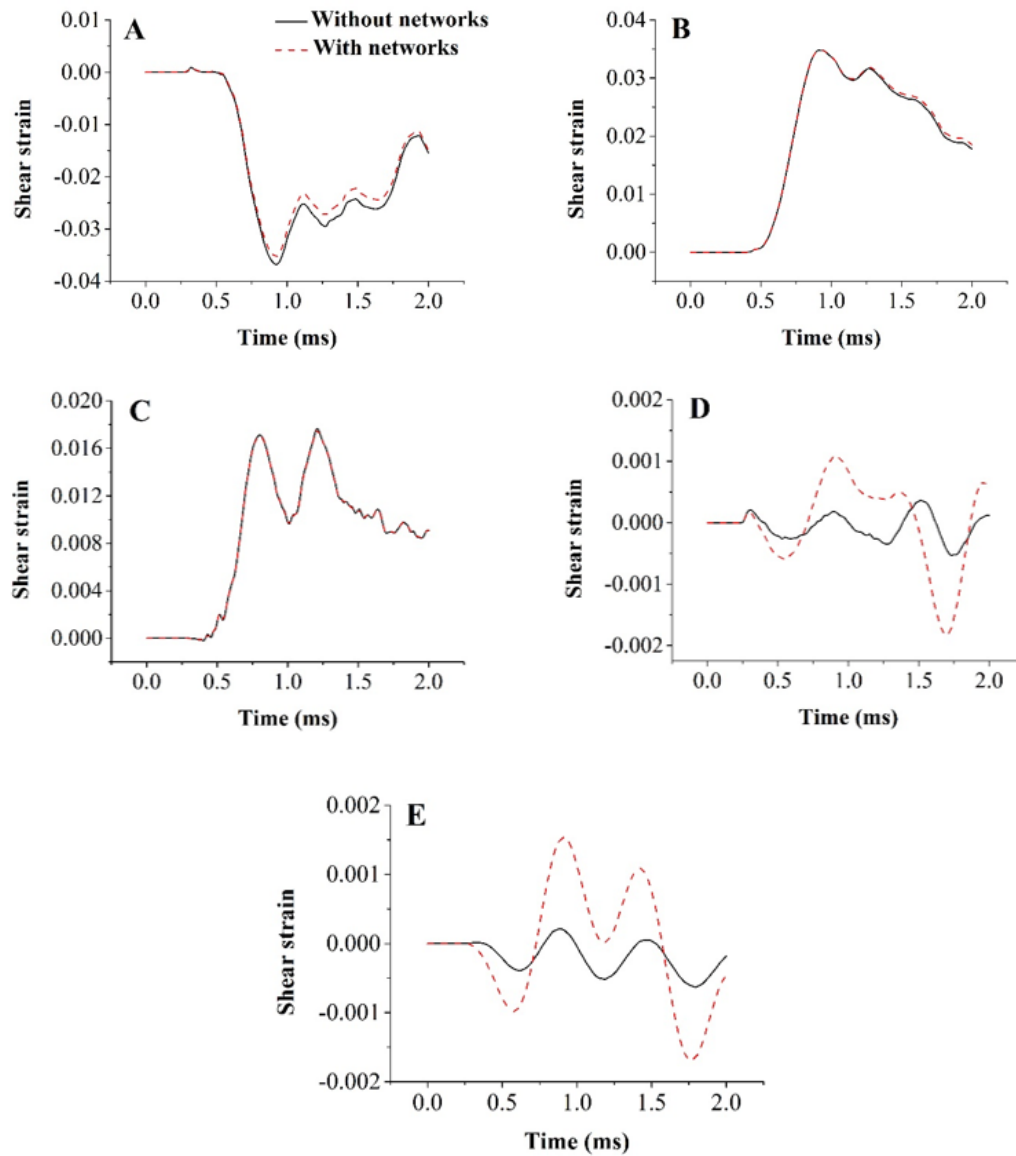 A
Without networks
With networks
0.01
0.00
-0.01
-0.02
-0.03
-0.04
Shear strain
0.0 0.5 1.0 1.5 2.0
Time (ms)
B
0.04
0.03
0.02
0.01
0.00
Shear strain
0.0 0.5 1.0 1.5 2.0
Time (ms)
C
0.020
0.016
0.012
0.008
0.004
0.000
Shear strain
0.0 0.5 1.0 1.5 2.0
Time (ms)
D
0.002
0.001
0.000
-0.001
-0.002
Shear strain
0.0 0.5 1.0 1.5 2.0
Time (ms)
E
0.002
0.001
0.000
-0.001
-0.002
Shear strain
0.0 0.5 1.0 1.5 2.0
Time (ms)